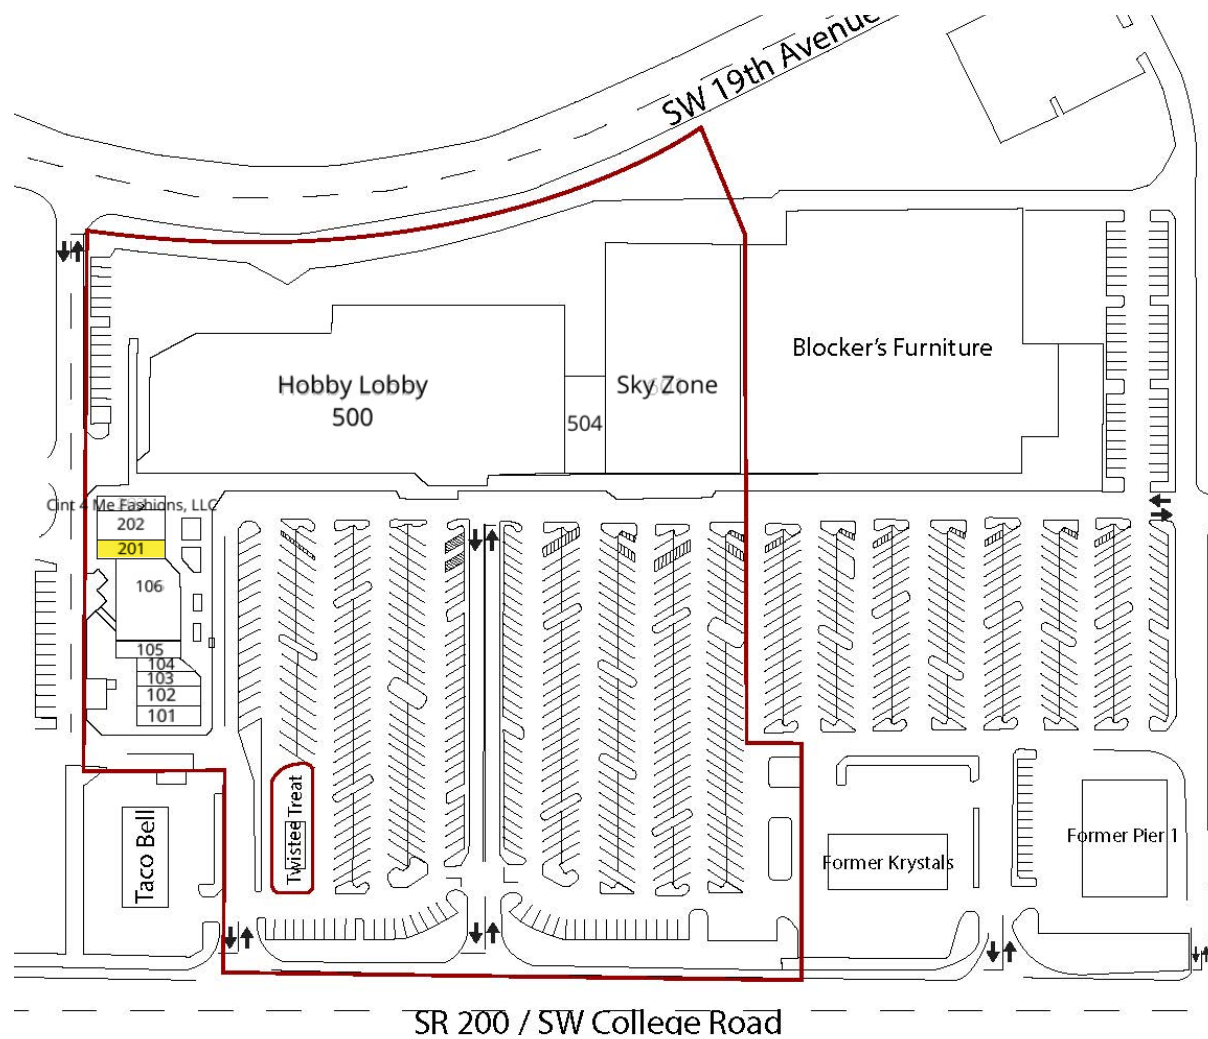 SW 19th Avenue
Blocker's Furniture
Hobby Lobby
500
Sky Zone
504
Cint 4 Me Fashions, LLC
202
201
106
105
104
103
102
101
Twistee Treat
Taco Bell
Former Krystals
Former Pier 1
SR 200 / SW College Road